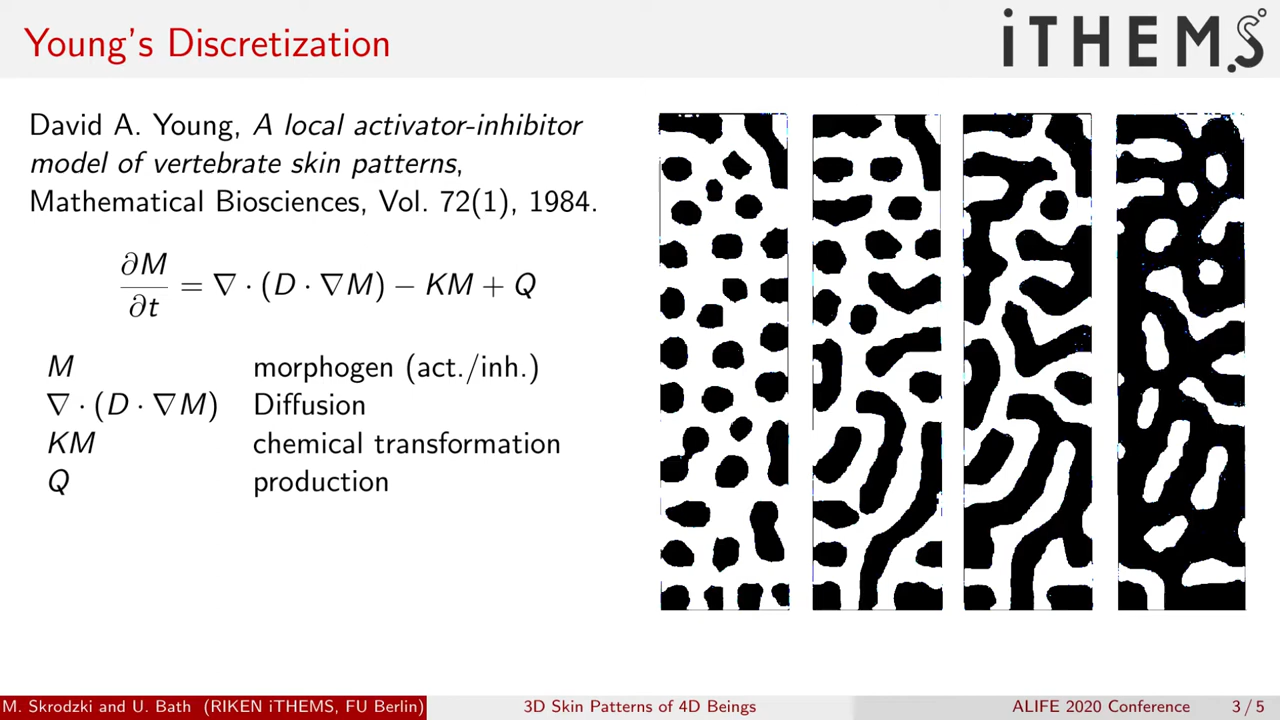 Young's Discretization
iTHEMS
David A. Young, A local activator-inhibitor
model of vertebrate skin patterns,
Mathematical Biosciences, Vol. 72(1), 1984.
∂M/∂t = ∇ · (D · ∇M) − KM + Q
M morphogen (act./inh.)
∇ · (D · ∇M) Diffusion
KM chemical transformation
Q production
M. Skrodzki and U. Bath (RIKEN iTHEMS, FU Berlin) 3D Skin Patterns of 4D Beings ALIFE 2020 Conference 3 / 5